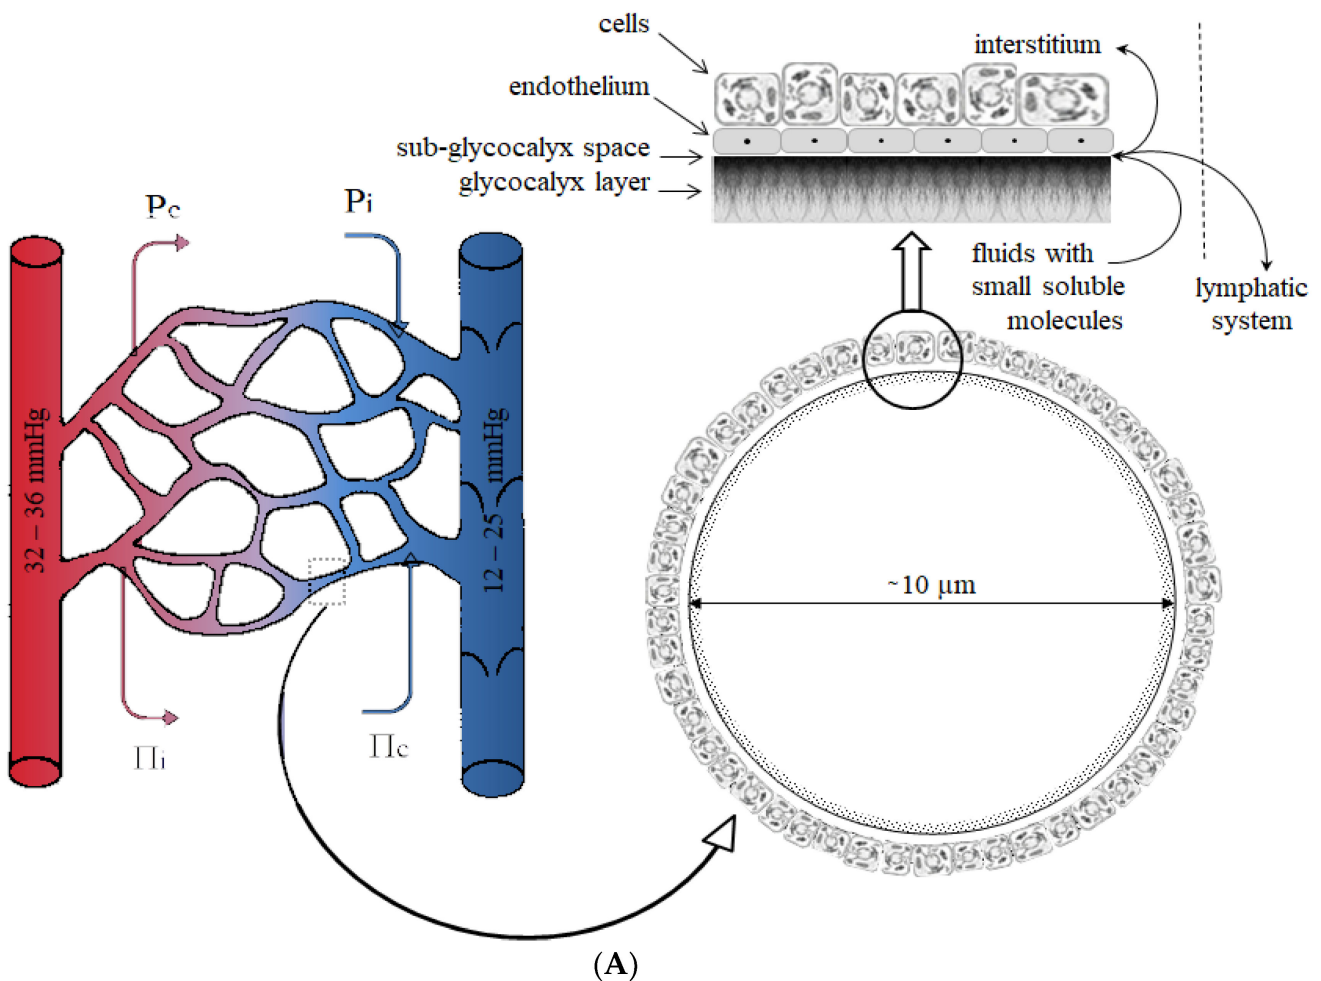 cells
interstitium
endothelium
sub-glycocalyx space
glycocalyx layer
Pc
Pi
fluids with
small soluble
molecules
lymphatic
system
32 – 36 mmHg
12 – 25 mmHg
~10 µm
Πi
Πc
(A)